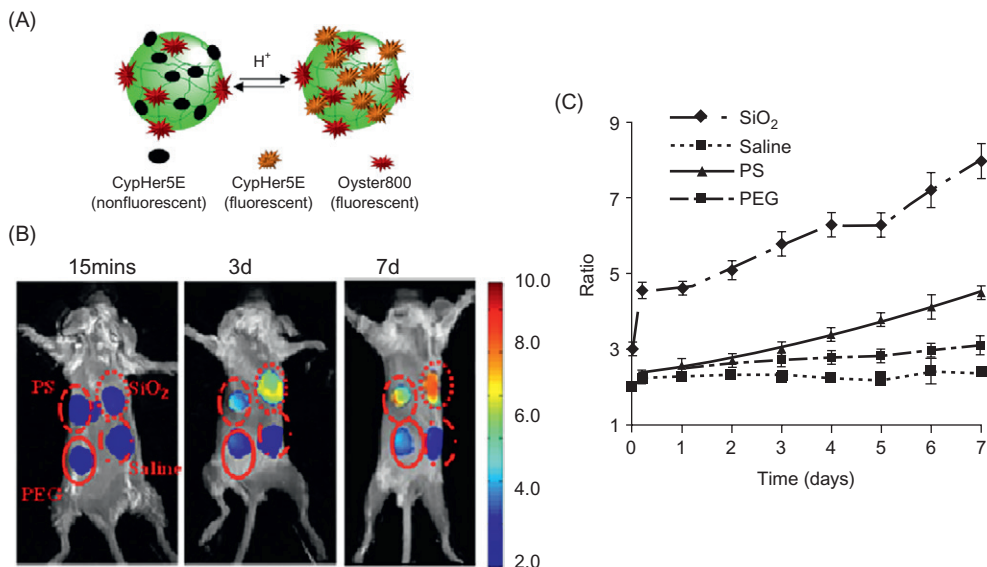 (A)
H+
CypHer5E
(nonfluorescent)
CypHer5E
(fluorescent)
Oyster800
(fluorescent)
(B)
15mins
3d
7d
PS
SiO2
Saline
PEG
10.0
8.0
6.0
4.0
2.0
(C)
SiO2
Saline
PS
PEG
9
7
5
3
1
Ratio
0
1
2
3
4
5
6
7
Time (days)